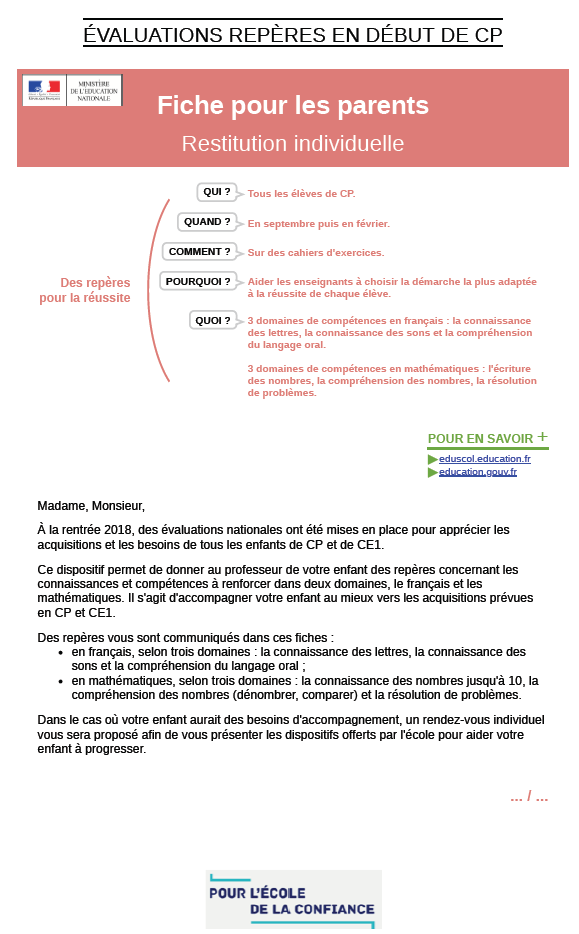 ÉVALUATIONS REPÈRES EN DÉBUT DE CP
MINISTÈRE
DE L'ÉDUCATION
NATIONALE
Fiche pour les parents
Restitution individuelle
QUI ? Tous les élèves de CP.
QUAND ? En septembre puis en février.
COMMENT ? Sur des cahiers d'exercices.
Des repères
pour la réussite
POURQUOI ? Aider les enseignants à choisir la démarche la plus adaptée
à la réussite de chaque élève.
QUOI ? 3 domaines de compétences en français : la connaissance
des lettres, la connaissance des sons et la compréhension
du langage oral.
3 domaines de compétences en mathématiques : l'écriture
des nombres, la compréhension des nombres, la résolution
de problèmes.
POUR EN SAVOIR +
eduscol.education.fr
education.gouv.fr
Madame, Monsieur,
À la rentrée 2018, des évaluations nationales ont été mises en place pour apprécier les
acquisitions et les besoins de tous les enfants de CP et de CE1.
Ce dispositif permet de donner au professeur de votre enfant des repères concernant les
connaissances et compétences à renforcer dans deux domaines, le français et les
mathématiques. Il s'agit d'accompagner votre enfant au mieux vers les acquisitions prévues
en CP et CE1.
Des repères vous sont communiqués dans ces fiches :
• en français, selon trois domaines : la connaissance des lettres, la connaissance des
sons et la compréhension du langage oral ;
• en mathématiques, selon trois domaines : la connaissance des nombres jusqu'à 10, la
compréhension des nombres (dénombrer, comparer) et la résolution de problèmes.
Dans le cas où votre enfant aurait des besoins d'accompagnement, un rendez-vous individuel
vous sera proposé afin de vous présenter les dispositifs offerts par l'école pour aider votre
enfant à progresser.
... / ...
POUR L'ÉCOLE
DE LA CONFIANCE